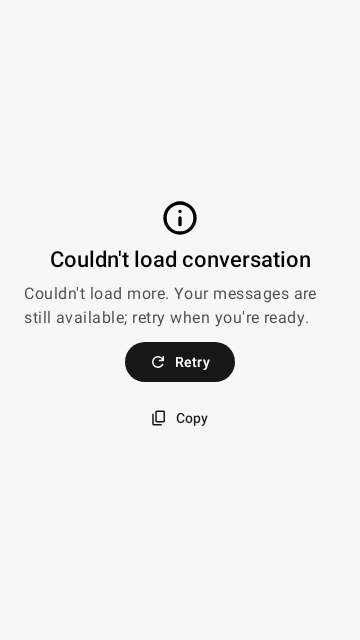 Couldn't load conversation
Couldn't load more. Your messages are
still available; retry when you're ready.
Retry
Copy